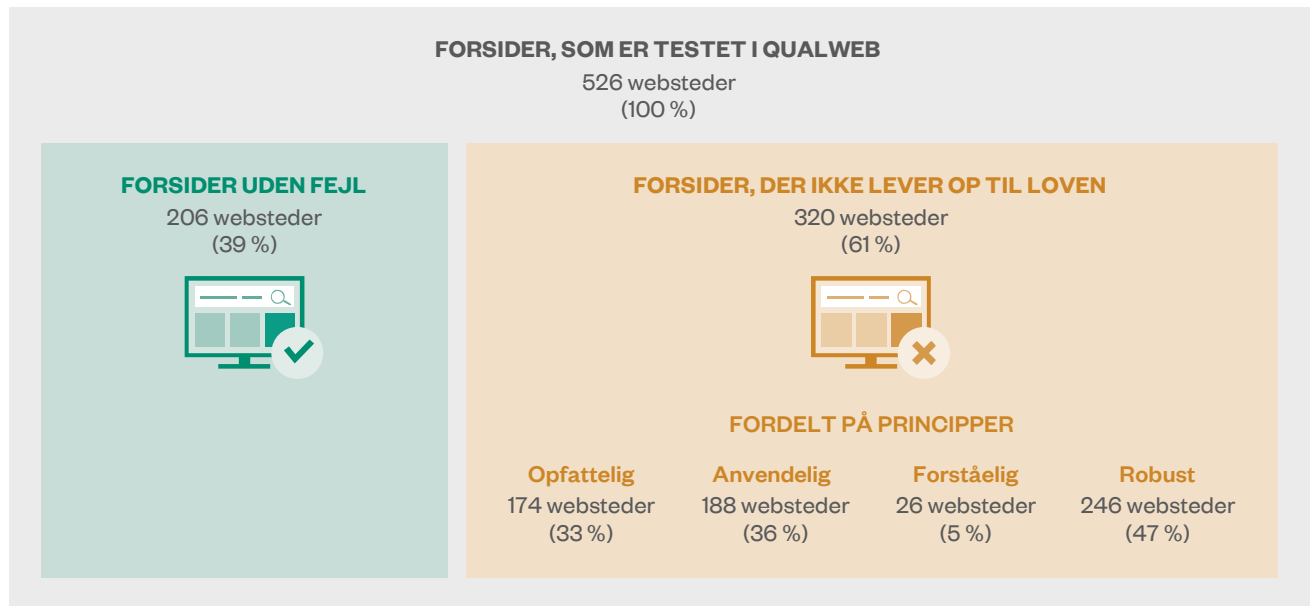 FORSIDER, SOM ER TESTET I QUALWEB
526 websteder
(100 %)
FORSIDER UDEN FEJL
206 websteder
(39 %)
FORSIDER, DER IKKE LEVER OP TIL LOVEN
320 websteder
(61 %)
FORDELT PÅ PRINCIPPER
Opfattelig
174 websteder
(33 %)
Anvendelig
188 websteder
(36 %)
Forståelig
26 websteder
(5 %)
Robust
246 websteder
(47 %)